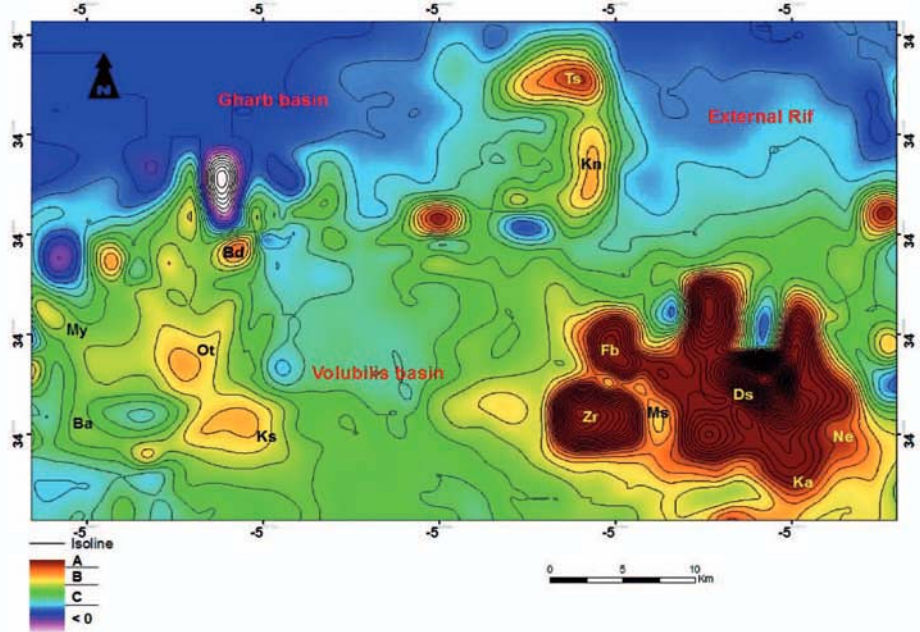 -5 -5 -5 -5 -5
34 34
N
Ts
Gharb basin
External Rif
34 34
Kn
34 34
Bd
My
34 34
Ot
Fb
Volubilis basin
Ds
Ba
Zr
Ms
Ks
Ne
34 34
Ka
-5 -5 -5 -5 -5
Isoline
A
B
C
< 0
0 5 10
Km